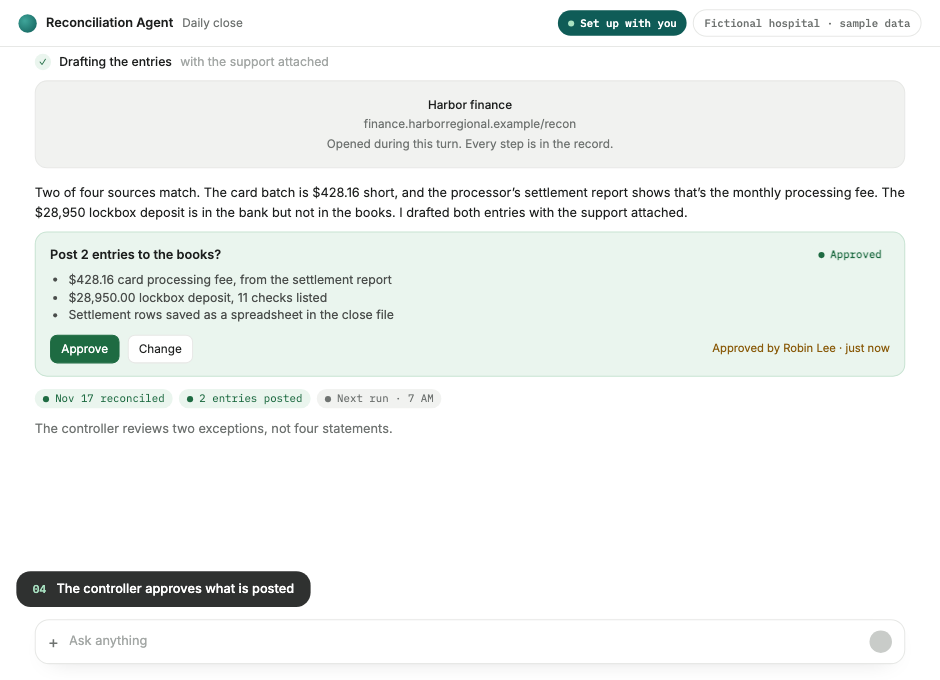 Reconciliation Agent Daily close
Set up with you
Fictional hospital · sample data
Drafting the entries with the support attached
Harbor finance
finance.harborregional.example/recon
Opened during this turn. Every step is in the record.
Two of four sources match. The card batch is $428.16 short, and the processor’s settlement report shows that’s the monthly processing fee. The
$28,950 lockbox deposit is in the bank but not in the books. I drafted both entries with the support attached.
Post 2 entries to the books?
Approved
• $428.16 card processing fee, from the settlement report
• $28,950.00 lockbox deposit, 11 checks listed
• Settlement rows saved as a spreadsheet in the close file
Approve
Change
Approved by Robin Lee · just now
Nov 17 reconciled
2 entries posted
Next run · 7 AM
The controller reviews two exceptions, not four statements.
04 The controller approves what is posted
+ Ask anything